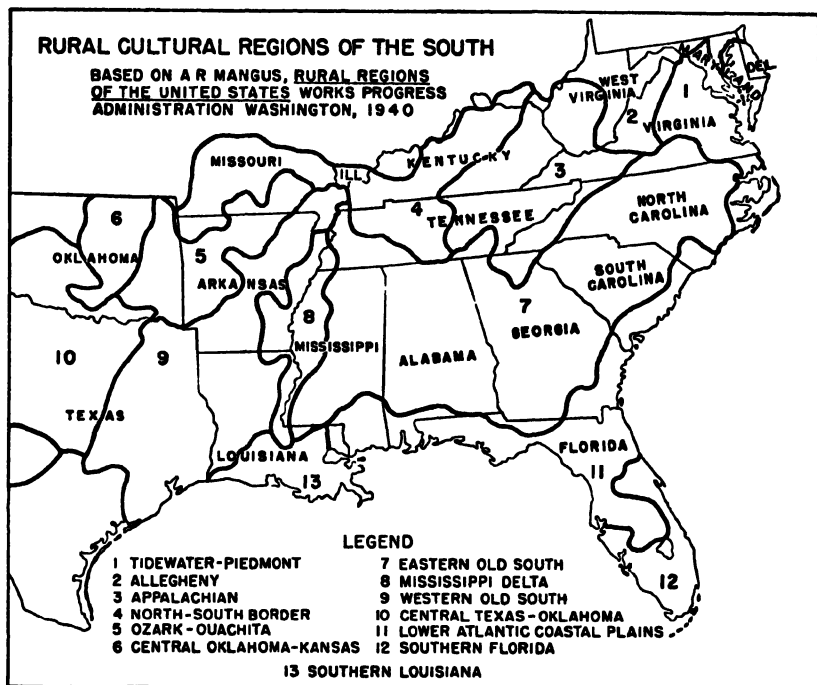 RURAL CULTURAL REGIONS OF THE SOUTH
BASED ON A R MANGUS, RURAL REGIONS
OF THE UNITED STATES WORKS PROGRESS
ADMINISTRATION WASHINGTON, 1940
MARYLAND
DEL
WEST
VIRGINIA
1
2
VIRGINIA
MISSOURI
ILL
KENTUCKY
3
6
4
TENNESSEE
NORTH
CAROLINA
OKLAHOMA
5
ARKANSAS
SOUTH
CAROLINA
7
8
GEORGIA
10
9
MISSISSIPPI
ALABAMA
TEXAS
LOUISIANA
FLORIDA
13
11
12
LEGEND
1 TIDEWATER-PIEDMONT
2 ALLEGHENY
3 APPALACHIAN
4 NORTH-SOUTH BORDER
5 OZARK-OUACHITA
6 CENTRAL OKLAHOMA-KANSAS
7 EASTERN OLD SOUTH
8 MISSISSIPPI DELTA
9 WESTERN OLD SOUTH
10 CENTRAL TEXAS-OKLAHOMA
11 LOWER ATLANTIC COASTAL PLAINS
12 SOUTHERN FLORIDA
13 SOUTHERN LOUISIANA